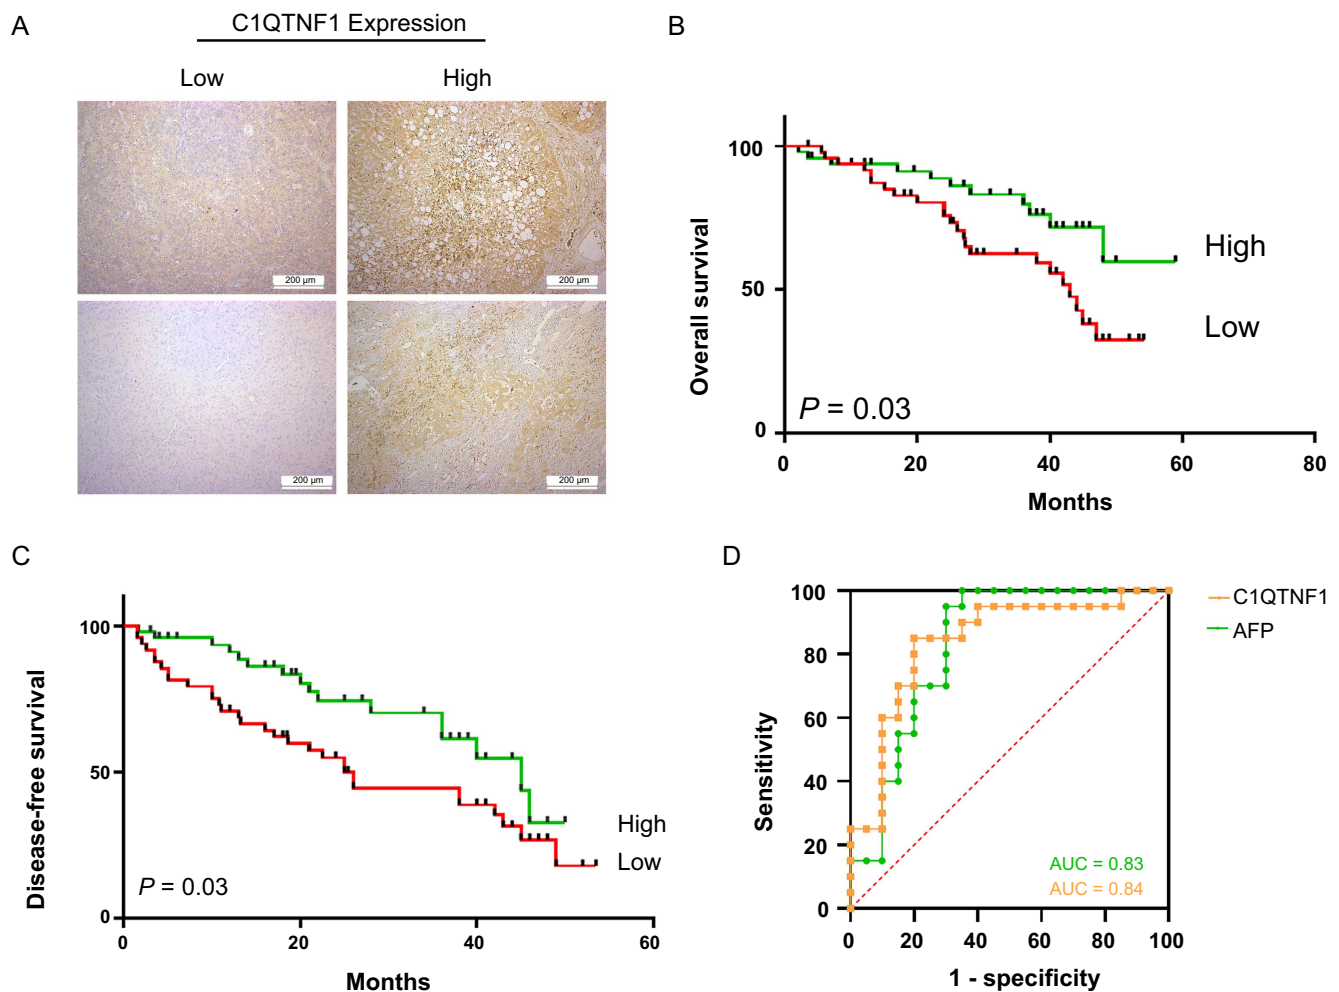 A
C1QTNF1 Expression
Low
High
200 µm
200 µm
200 µm
200 µm
B
Overall survival
100
50
0
High
Low
P = 0.03
0
20
40
60
80
Months
C
Disease-free survival
100
50
0
High
Low
P = 0.03
0
20
40
60
Months
D
Sensitivity
100
80
60
40
20
0
C1QTNF1
AFP
AUC = 0.83
AUC = 0.84
0
20
40
60
80
100
1 - specificity